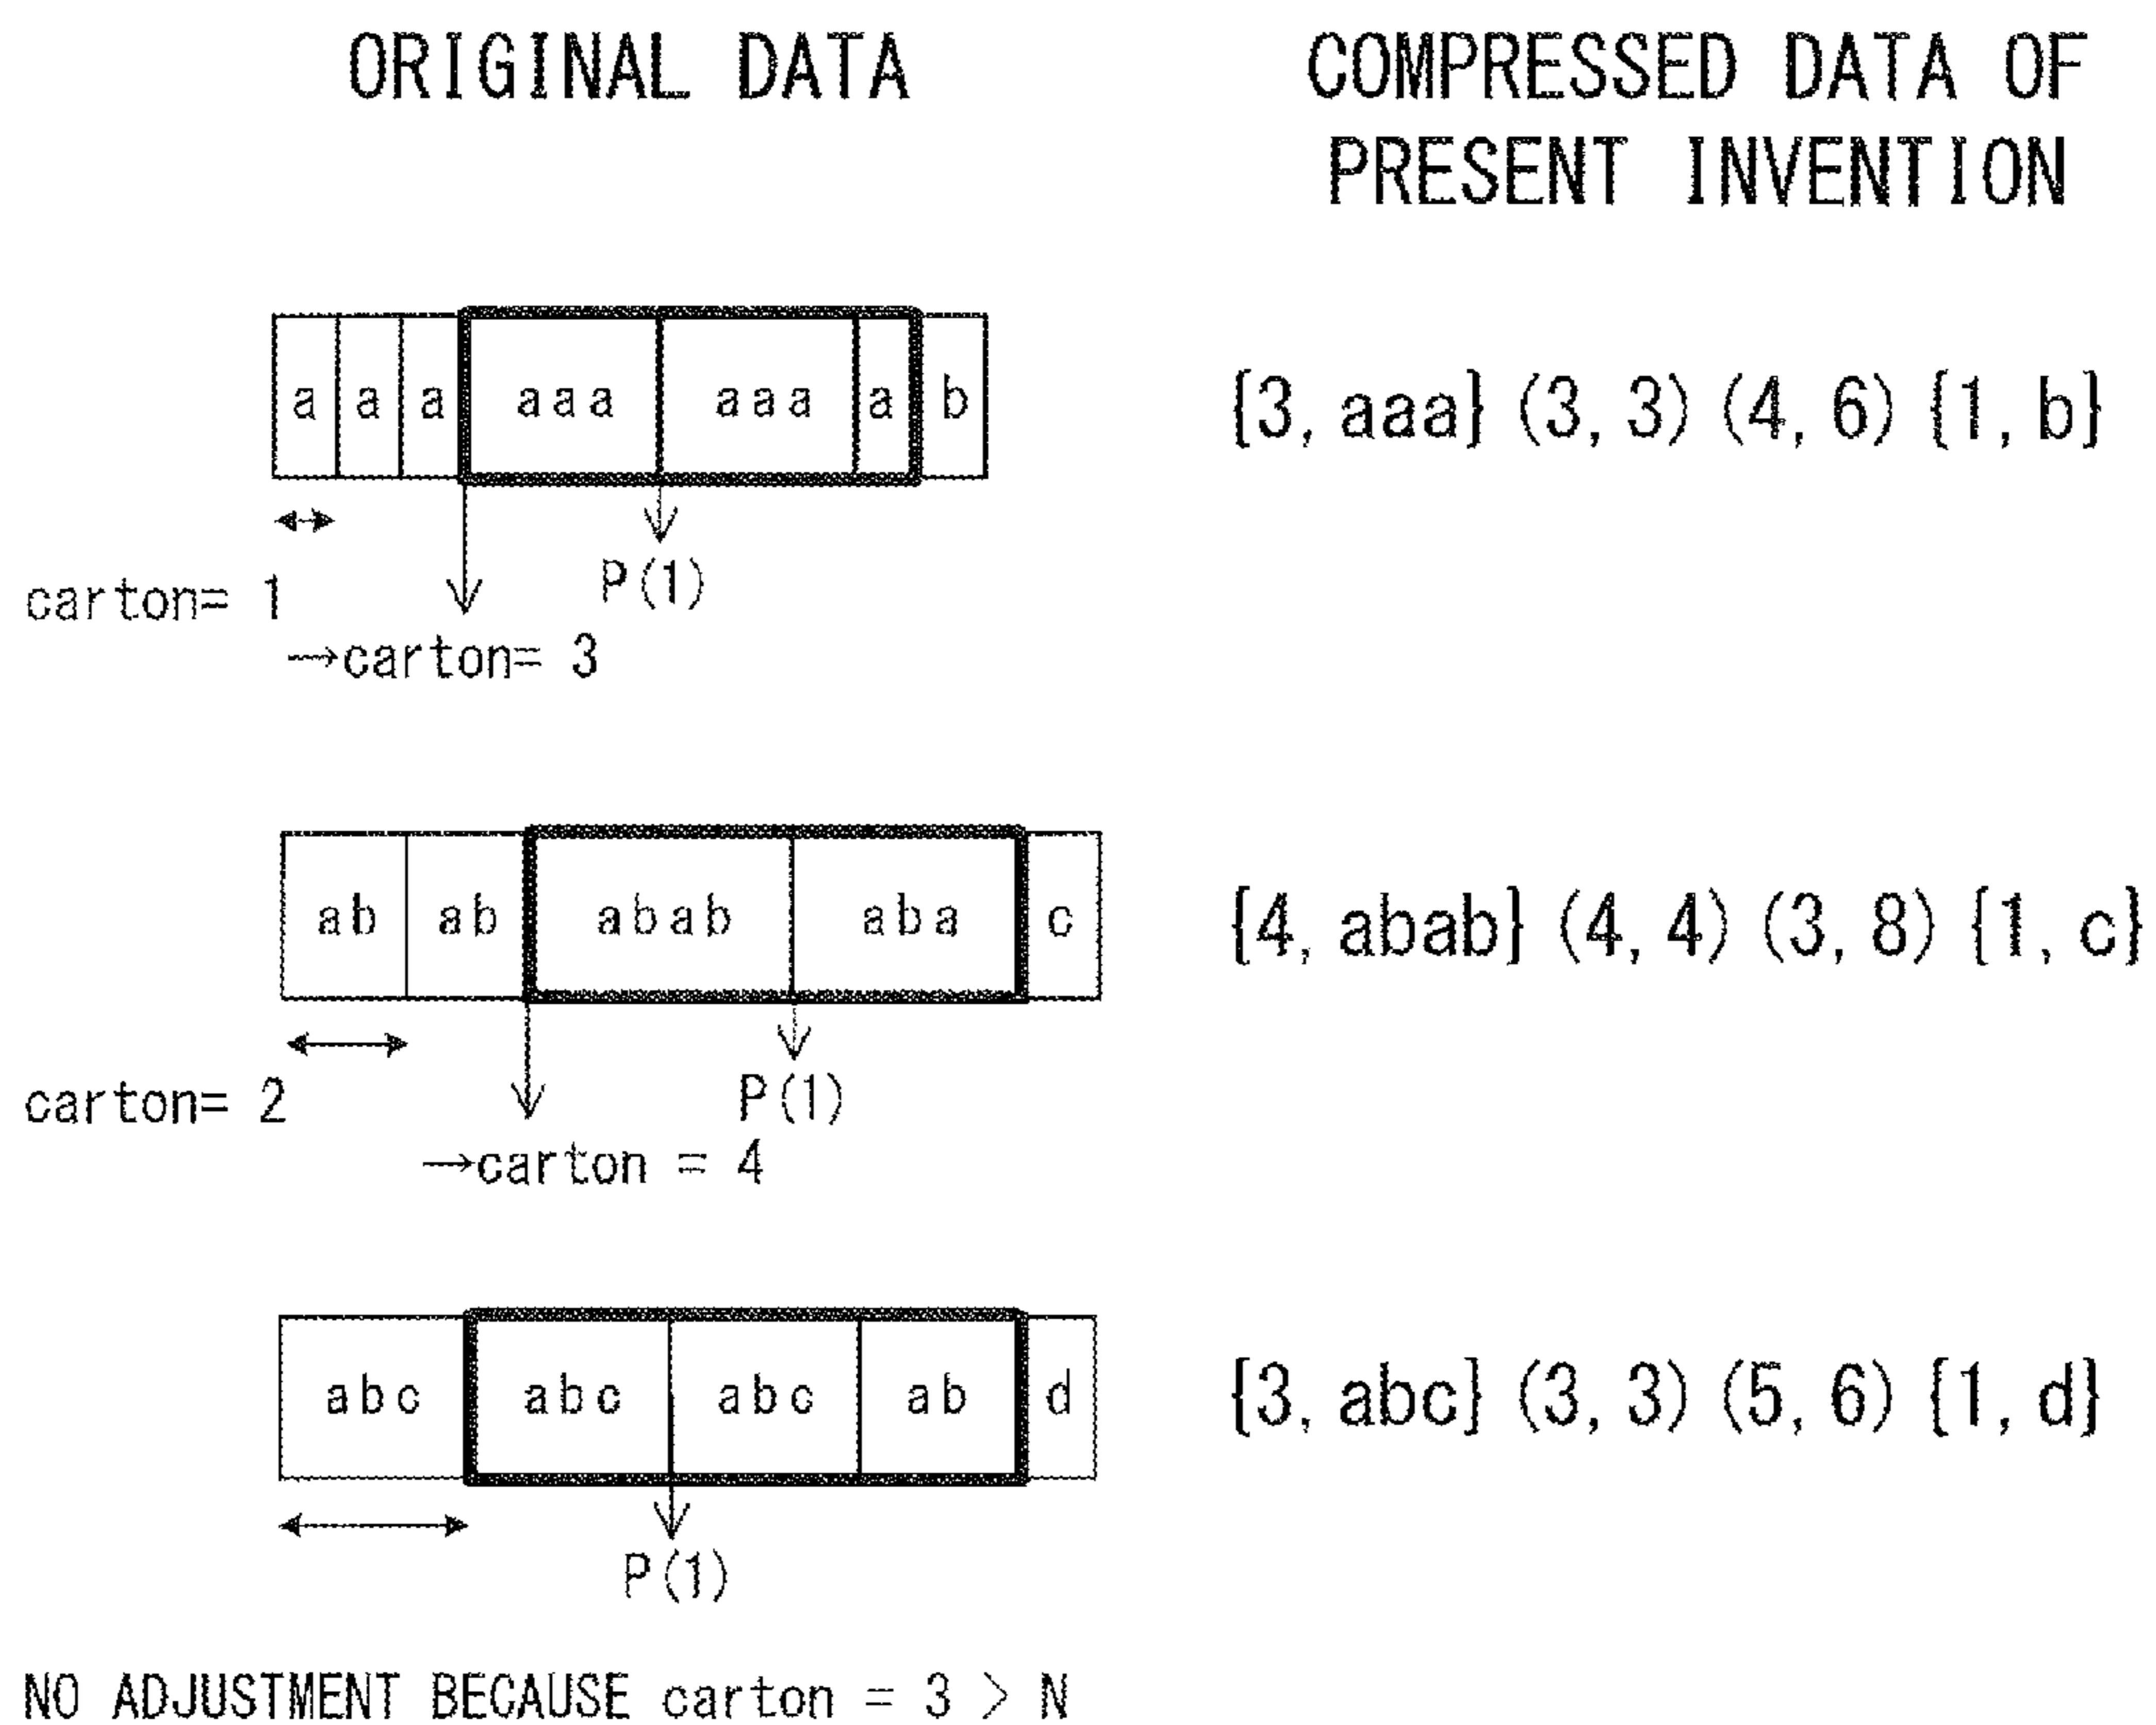 ORIGINAL DATA
COMPRESSED DATA OF
PRESENT INVENTION
a a a aaa aaa a b
{3, aaa} (3, 3) (4, 6) {1, b}
carton= 1
P(1)
→carton= 3
ab ab abab aba c
{4, abab} (4, 4) (3, 8) {1, c}
carton= 2
P(1)
→carton = 4
abc abc abc ab d
{3, abc} (3, 3) (5, 6) {1, d}
P(1)
NO ADJUSTMENT BECAUSE carton = 3 > N